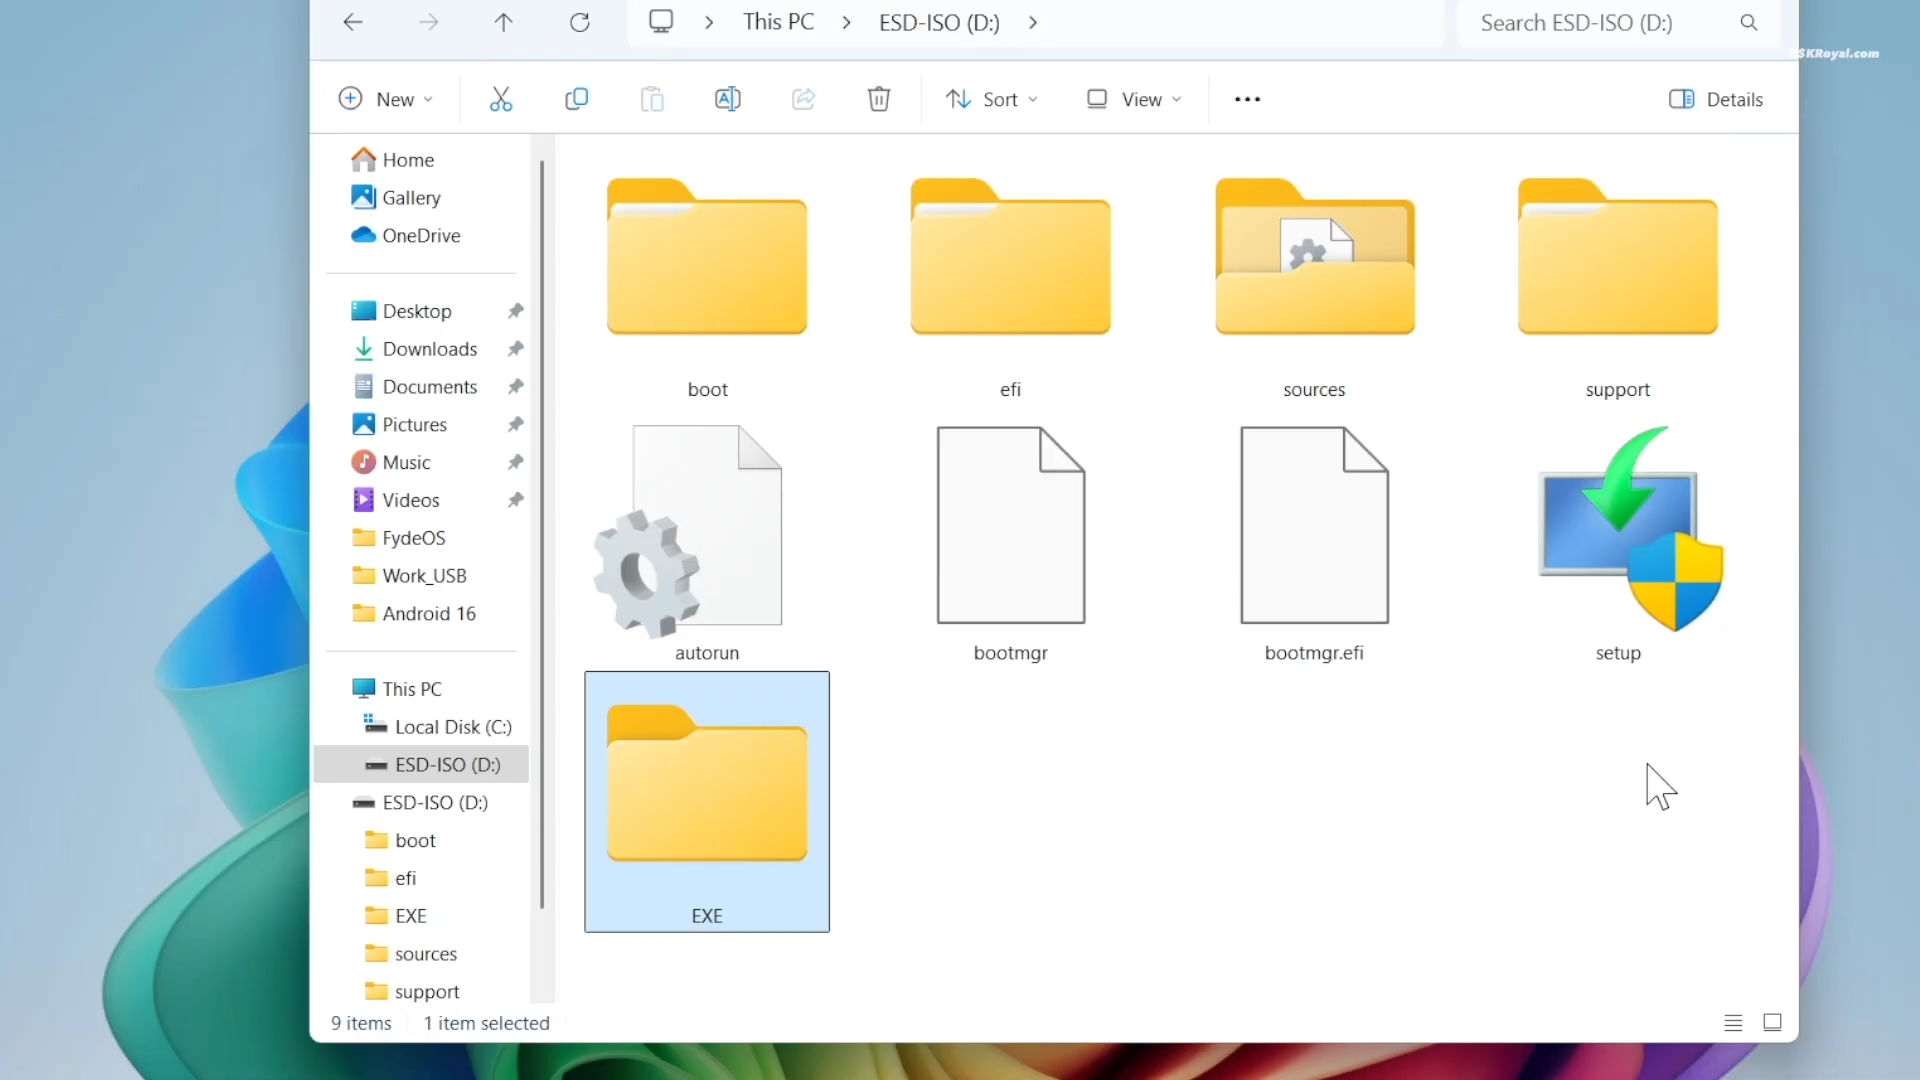 This PC
ESD-ISO (D:)
Search ESD-ISO (D:)
SKRoyal.com
New
Sort
View
Details
Home
Gallery
OneDrive
Desktop
Downloads
Documents
Pictures
Music
Videos
FydeOS
Work_USB
Android 16
This PC
Local Disk (C:)
ESD-ISO (D:)
ESD-ISO (D:)
boot
efi
EXE
sources
support
boot
efi
sources
support
autorun
bootmgr
bootmgr.efi
setup
EXE
9 items
1 item selected